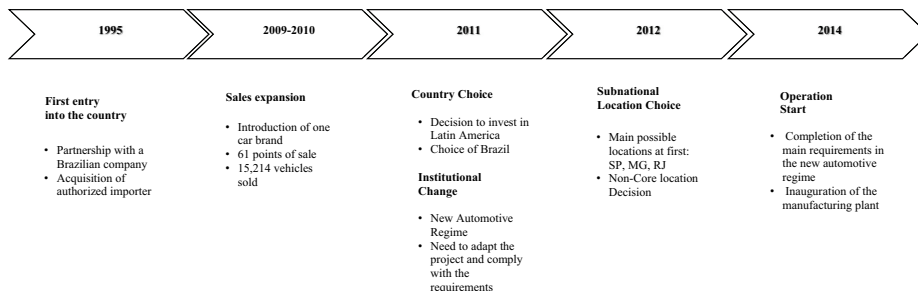 1995
2009-2010
2011
2012
2014
First entry
into the country
• Partnership with a
Brazilian company
• Acquisition of
authorized importer
Sales expansion
• Introduction of one
car brand
• 61 points of sale
• 15,214 vehicles
sold
Country Choice
• Decision to invest in
Latin America
• Choice of Brazil
Institutional
Change
• New Automotive
Regime
• Need to adapt the
project and comply
with the
requirements
Subnational
Location Choice
• Main possible
locations at first:
SP, MG, RJ
• Non-Core location
Decision
Operation
Start
• Completion of the
main requirements in
the new automotive
regime
• Inauguration of the
manufacturing plant